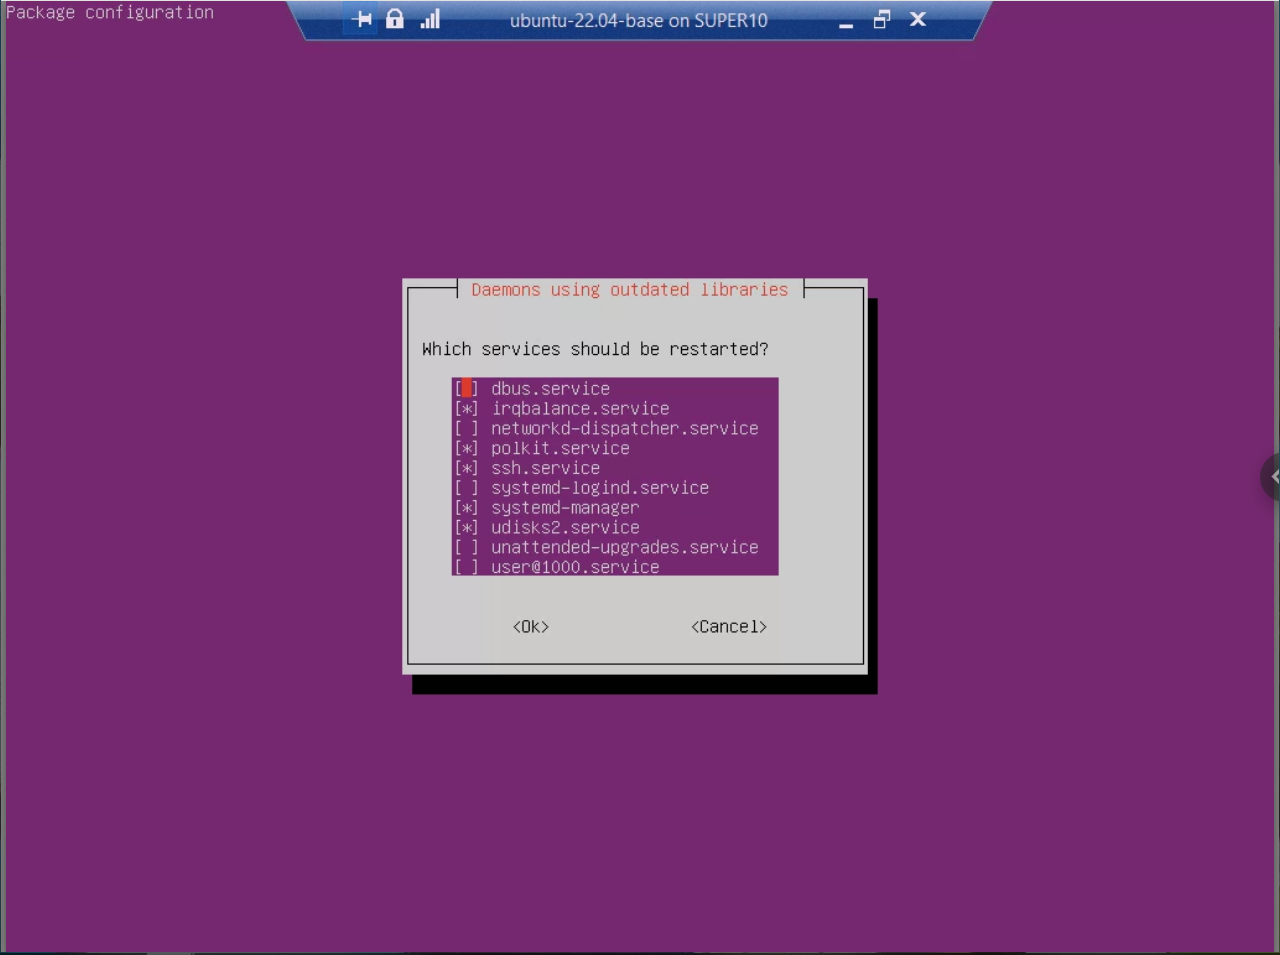 Package configuration
ubuntu-22.04-base on SUPER10
Daemons using outdated libraries
Which services should be restarted?
[ ] dbus.service
[*] irqbalance.service
[ ] networkd-dispatcher.service
[*] polkit.service
[*] ssh.service
[ ] systemd-logind.service
[*] systemd-manager
[*] udisks2.service
[ ] unattended-upgrades.service
[ ] user@1000.service
<Ok> <Cancel>